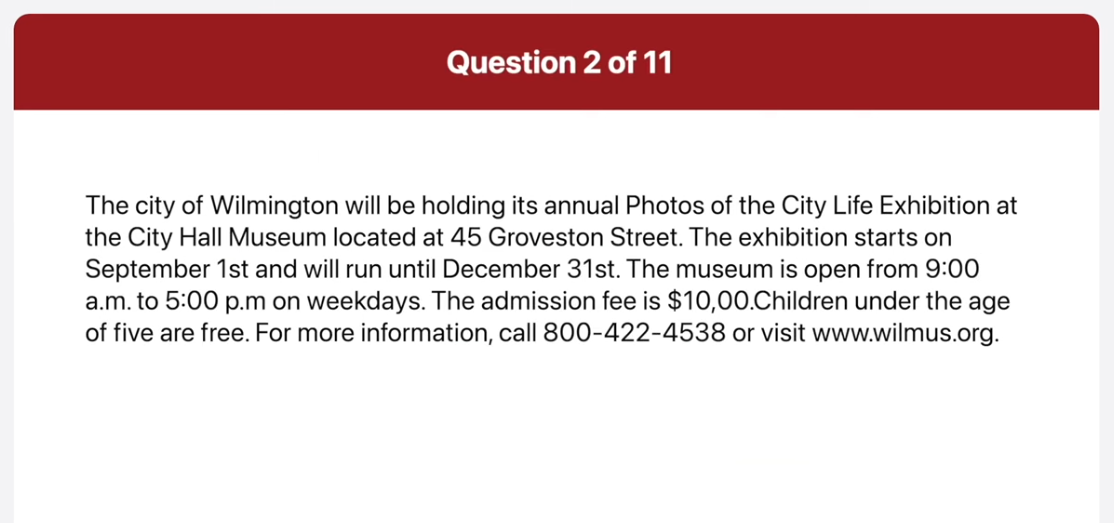 Question 2 of 11
The city of Wilmington will be holding its annual Photos of the City Life Exhibition at
the City Hall Museum located at 45 Groveston Street. The exhibition starts on
September 1st and will run until December 31st. The museum is open from 9:00
a.m. to 5:00 p.m on weekdays. The admission fee is $10,00.Children under the age
of five are free. For more information, call 800-422-4538 or visit www.wilmus.org.